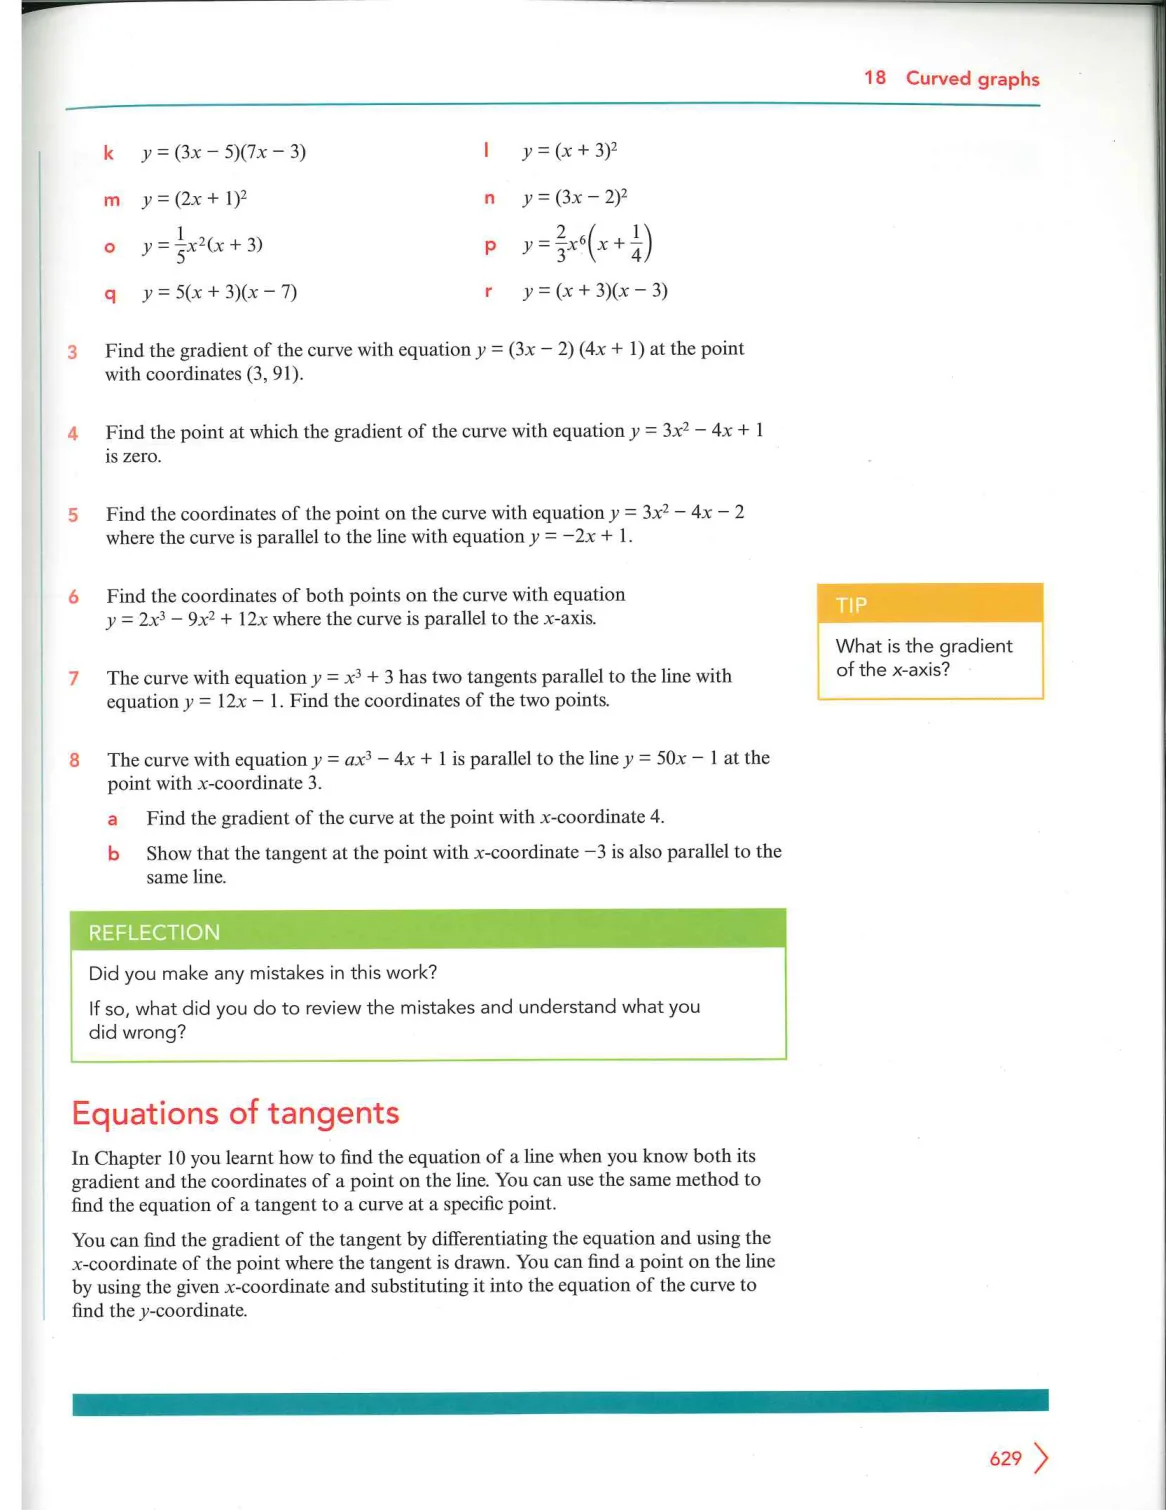 18 Curved graphs
k y = (3x − 5)(7x − 3)
l y = (x + 3)²
m y = (2x + 1)²
n y = (3x − 2)²
o y = 1/5 x²(x + 3)
p y = 2/3 x⁶(x + 1/4)
q y = 5(x + 3)(x − 7)
r y = (x + 3)(x − 3)
3 Find the gradient of the curve with equation y = (3x − 2) (4x + 1) at the point
with coordinates (3, 91).
4 Find the point at which the gradient of the curve with equation y = 3x² − 4x + 1
is zero.
5 Find the coordinates of the point on the curve with equation y = 3x² − 4x − 2
where the curve is parallel to the line with equation y = −2x + 1.
6 Find the coordinates of both points on the curve with equation
y = 2x³ − 9x² + 12x where the curve is parallel to the x-axis.
TIP
What is the gradient
of the x-axis?
7 The curve with equation y = x³ + 3 has two tangents parallel to the line with
equation y = 12x − 1. Find the coordinates of the two points.
8 The curve with equation y = ax³ − 4x + 1 is parallel to the line y = 50x − 1 at the
point with x-coordinate 3.
a Find the gradient of the curve at the point with x-coordinate 4.
b Show that the tangent at the point with x-coordinate −3 is also parallel to the
same line.
REFLECTION
Did you make any mistakes in this work?
If so, what did you do to review the mistakes and understand what you
did wrong?
Equations of tangents
In Chapter 10 you learnt how to find the equation of a line when you know both its
gradient and the coordinates of a point on the line. You can use the same method to
find the equation of a tangent to a curve at a specific point.
You can find the gradient of the tangent by differentiating the equation and using the
x-coordinate of the point where the tangent is drawn. You can find a point on the line
by using the given x-coordinate and substituting it into the equation of the curve to
find the y-coordinate.
629 ⟩